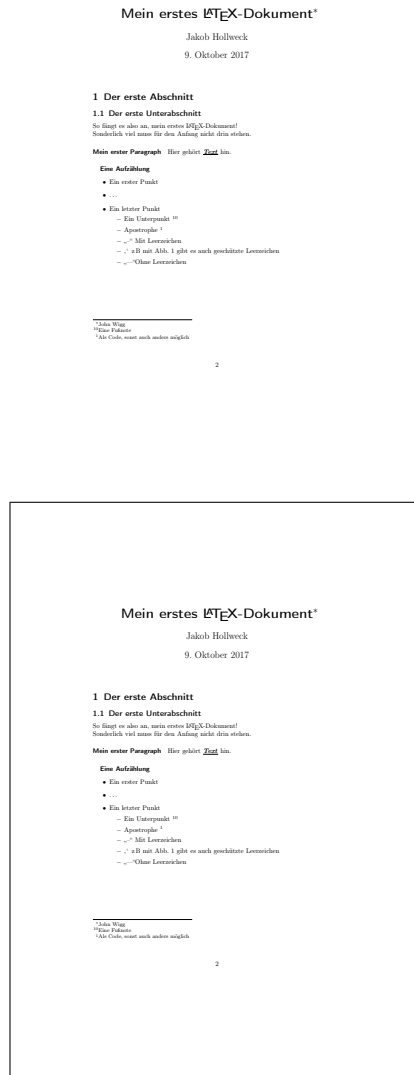 Mein erstes LATEX-Dokument*
Jakob Hollweck
9. Oktober 2017
1 Der erste Abschnitt
1.1 Der erste Unterabschnitt
So fängt es also an, mein erstes LATEX-Dokument!
Sonderlich viel muss für den Anfang nicht drin stehen.
Mein erster Paragraph Hier gehört Text hin.
Eine Aufzählung
• Ein erster Punkt
• ...
• Ein letzter Punkt
– Ein Unterpunkt 10
– Apostrophe 1
– „–“ Mit Leerzeichen
– ‚‘ zB mit Abb. 1 gibt es auch geschützte Leerzeichen
– „—“Ohne Leerzeichen
*John Wigg
10Eine Fußnote
1Als Code, sonst auch anders möglich
2
Mein erstes LATEX-Dokument*
Jakob Hollweck
9. Oktober 2017
1 Der erste Abschnitt
1.1 Der erste Unterabschnitt
So fängt es also an, mein erstes LATEX-Dokument!
Sonderlich viel muss für den Anfang nicht drin stehen.
Mein erster Paragraph Hier gehört Text hin.
Eine Aufzählung
• Ein erster Punkt
• ...
• Ein letzter Punkt
– Ein Unterpunkt 10
– Apostrophe 1
– „–“ Mit Leerzeichen
– ‚‘ zB mit Abb. 1 gibt es auch geschützte Leerzeichen
– „—“Ohne Leerzeichen
*John Wigg
10Eine Fußnote
1Als Code, sonst auch anders möglich
2